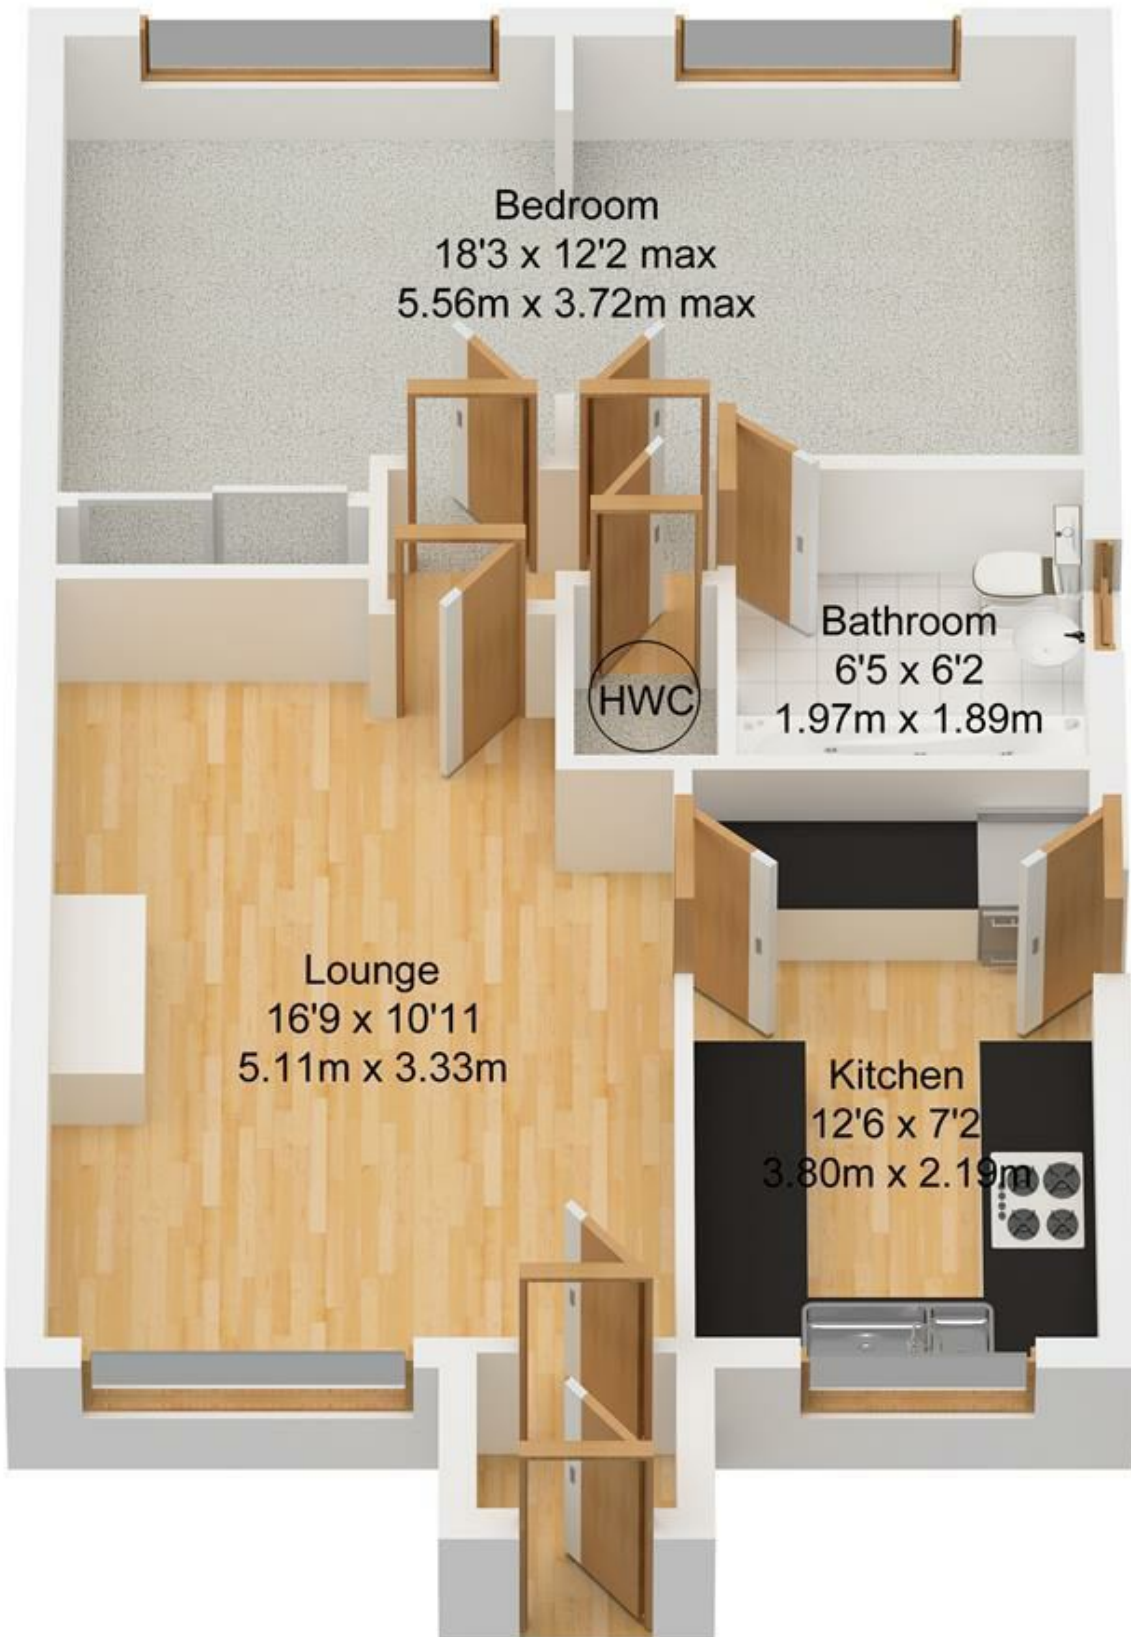 Bedroom
18'3 x 12'2 max
5.56m x 3.72m max
Bathroom
6'5 x 6'2
1.97m x 1.89m
HWC
Lounge
16'9 x 10'11
5.11m x 3.33m
Kitchen
12'6 x 7'2
3.80m x 2.19m